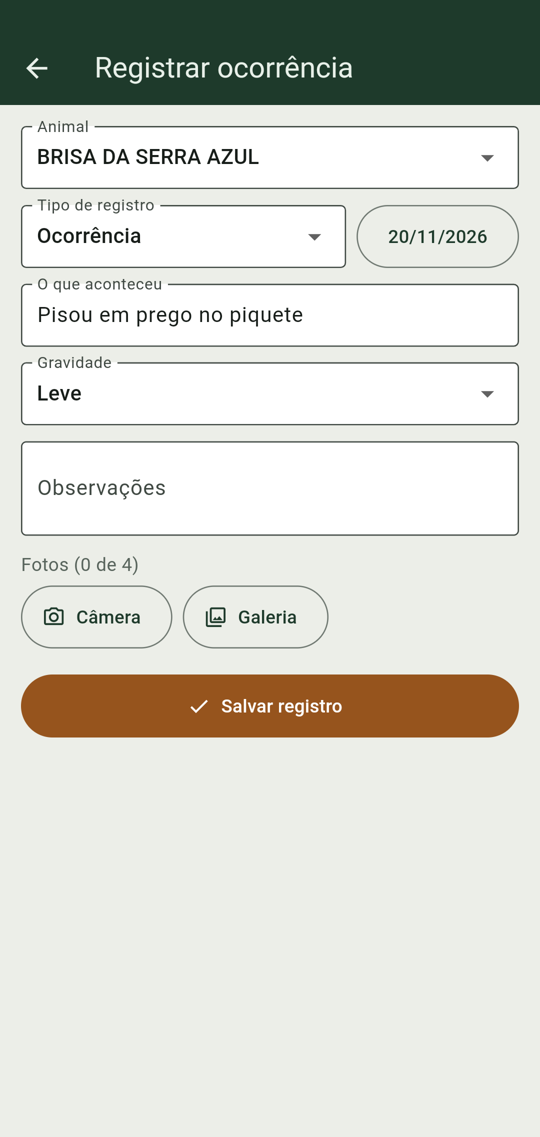 Registrar ocorrência
Animal
BRISA DA SERRA AZUL
Tipo de registro
Ocorrência
20/11/2026
O que aconteceu
Pisou em prego no piquete
Gravidade
Leve
Observações
Fotos (0 de 4)
Câmera
Galeria
Salvar registro